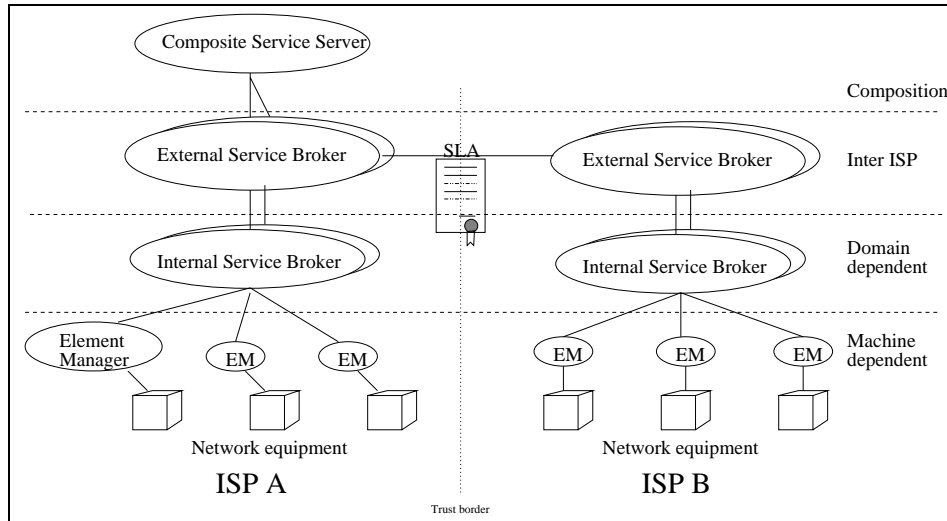 Composite Service Server
Composition
External Service Broker
SLA
External Service Broker
Inter ISP
Internal Service Broker
Internal Service Broker
Domain
dependent
Element
Manager
EM
EM
EM
EM
EM
Machine
dependent
Network equipment
Network equipment
ISP A
ISP B
Trust border